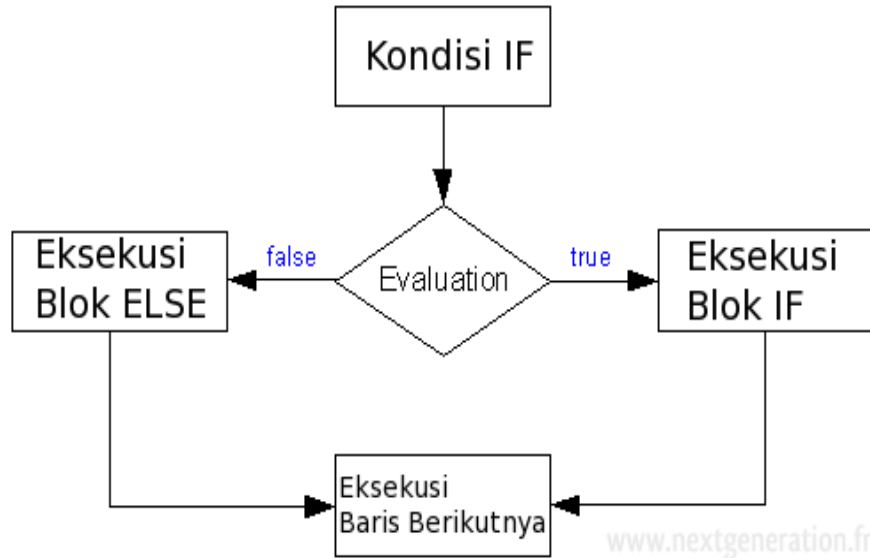 Kondisi IF
false
Evaluation
true
Eksekusi
Blok ELSE
Eksekusi
Blok IF
Eksekusi
Baris Berikutnya
www.nextgeneration.fr